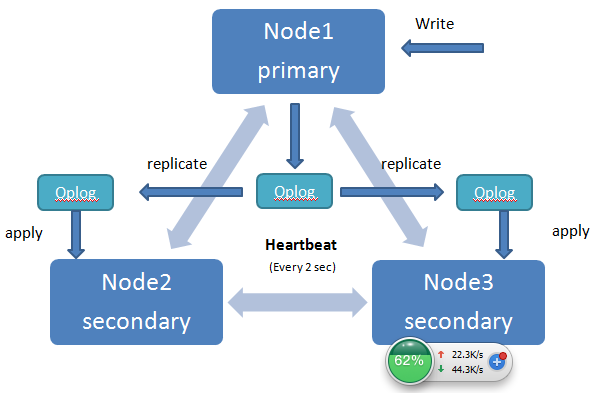 Node1
primary
Write
replicate
replicate
Oplog
Oplog
Oplog
apply
apply
Heartbeat
(Every 2 sec)
Node2
secondary
Node3
secondary
62%
22.3K/s
44.3K/s